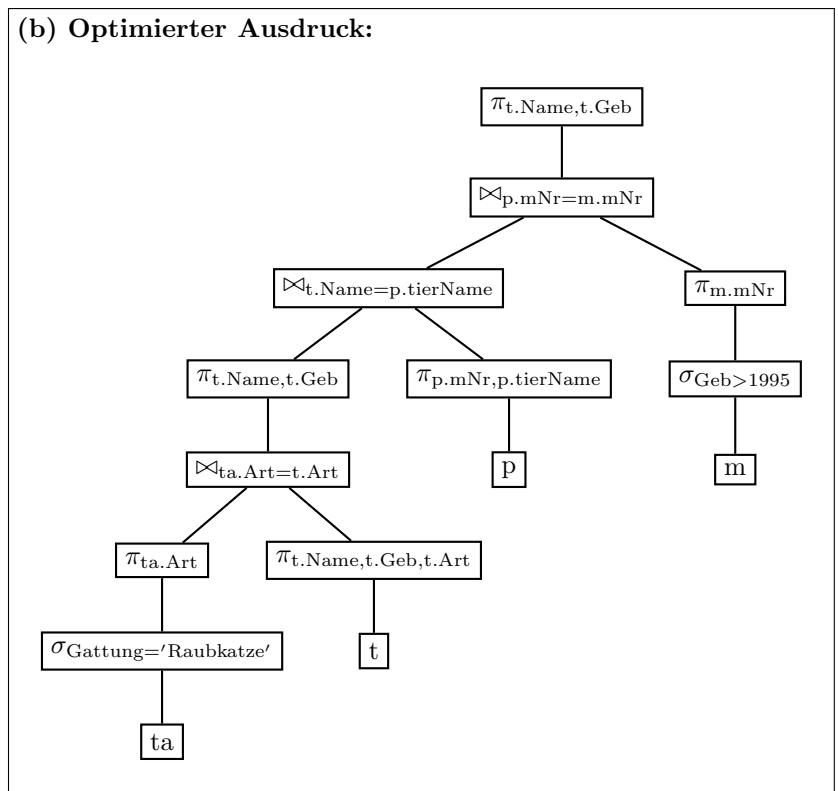 (b) Optimierter Ausdruck:
π t.Name,t.Geb
⋈ p.mNr=m.mNr
⋈ t.Name=p.tierName
π m.mNr
π t.Name,t.Geb
π p.mNr,p.tierName
σ Geb>1995
⋈ ta.Art=t.Art
p
m
π ta.Art
π t.Name,t.Geb,t.Art
σ Gattung='Raubkatze'
t
ta